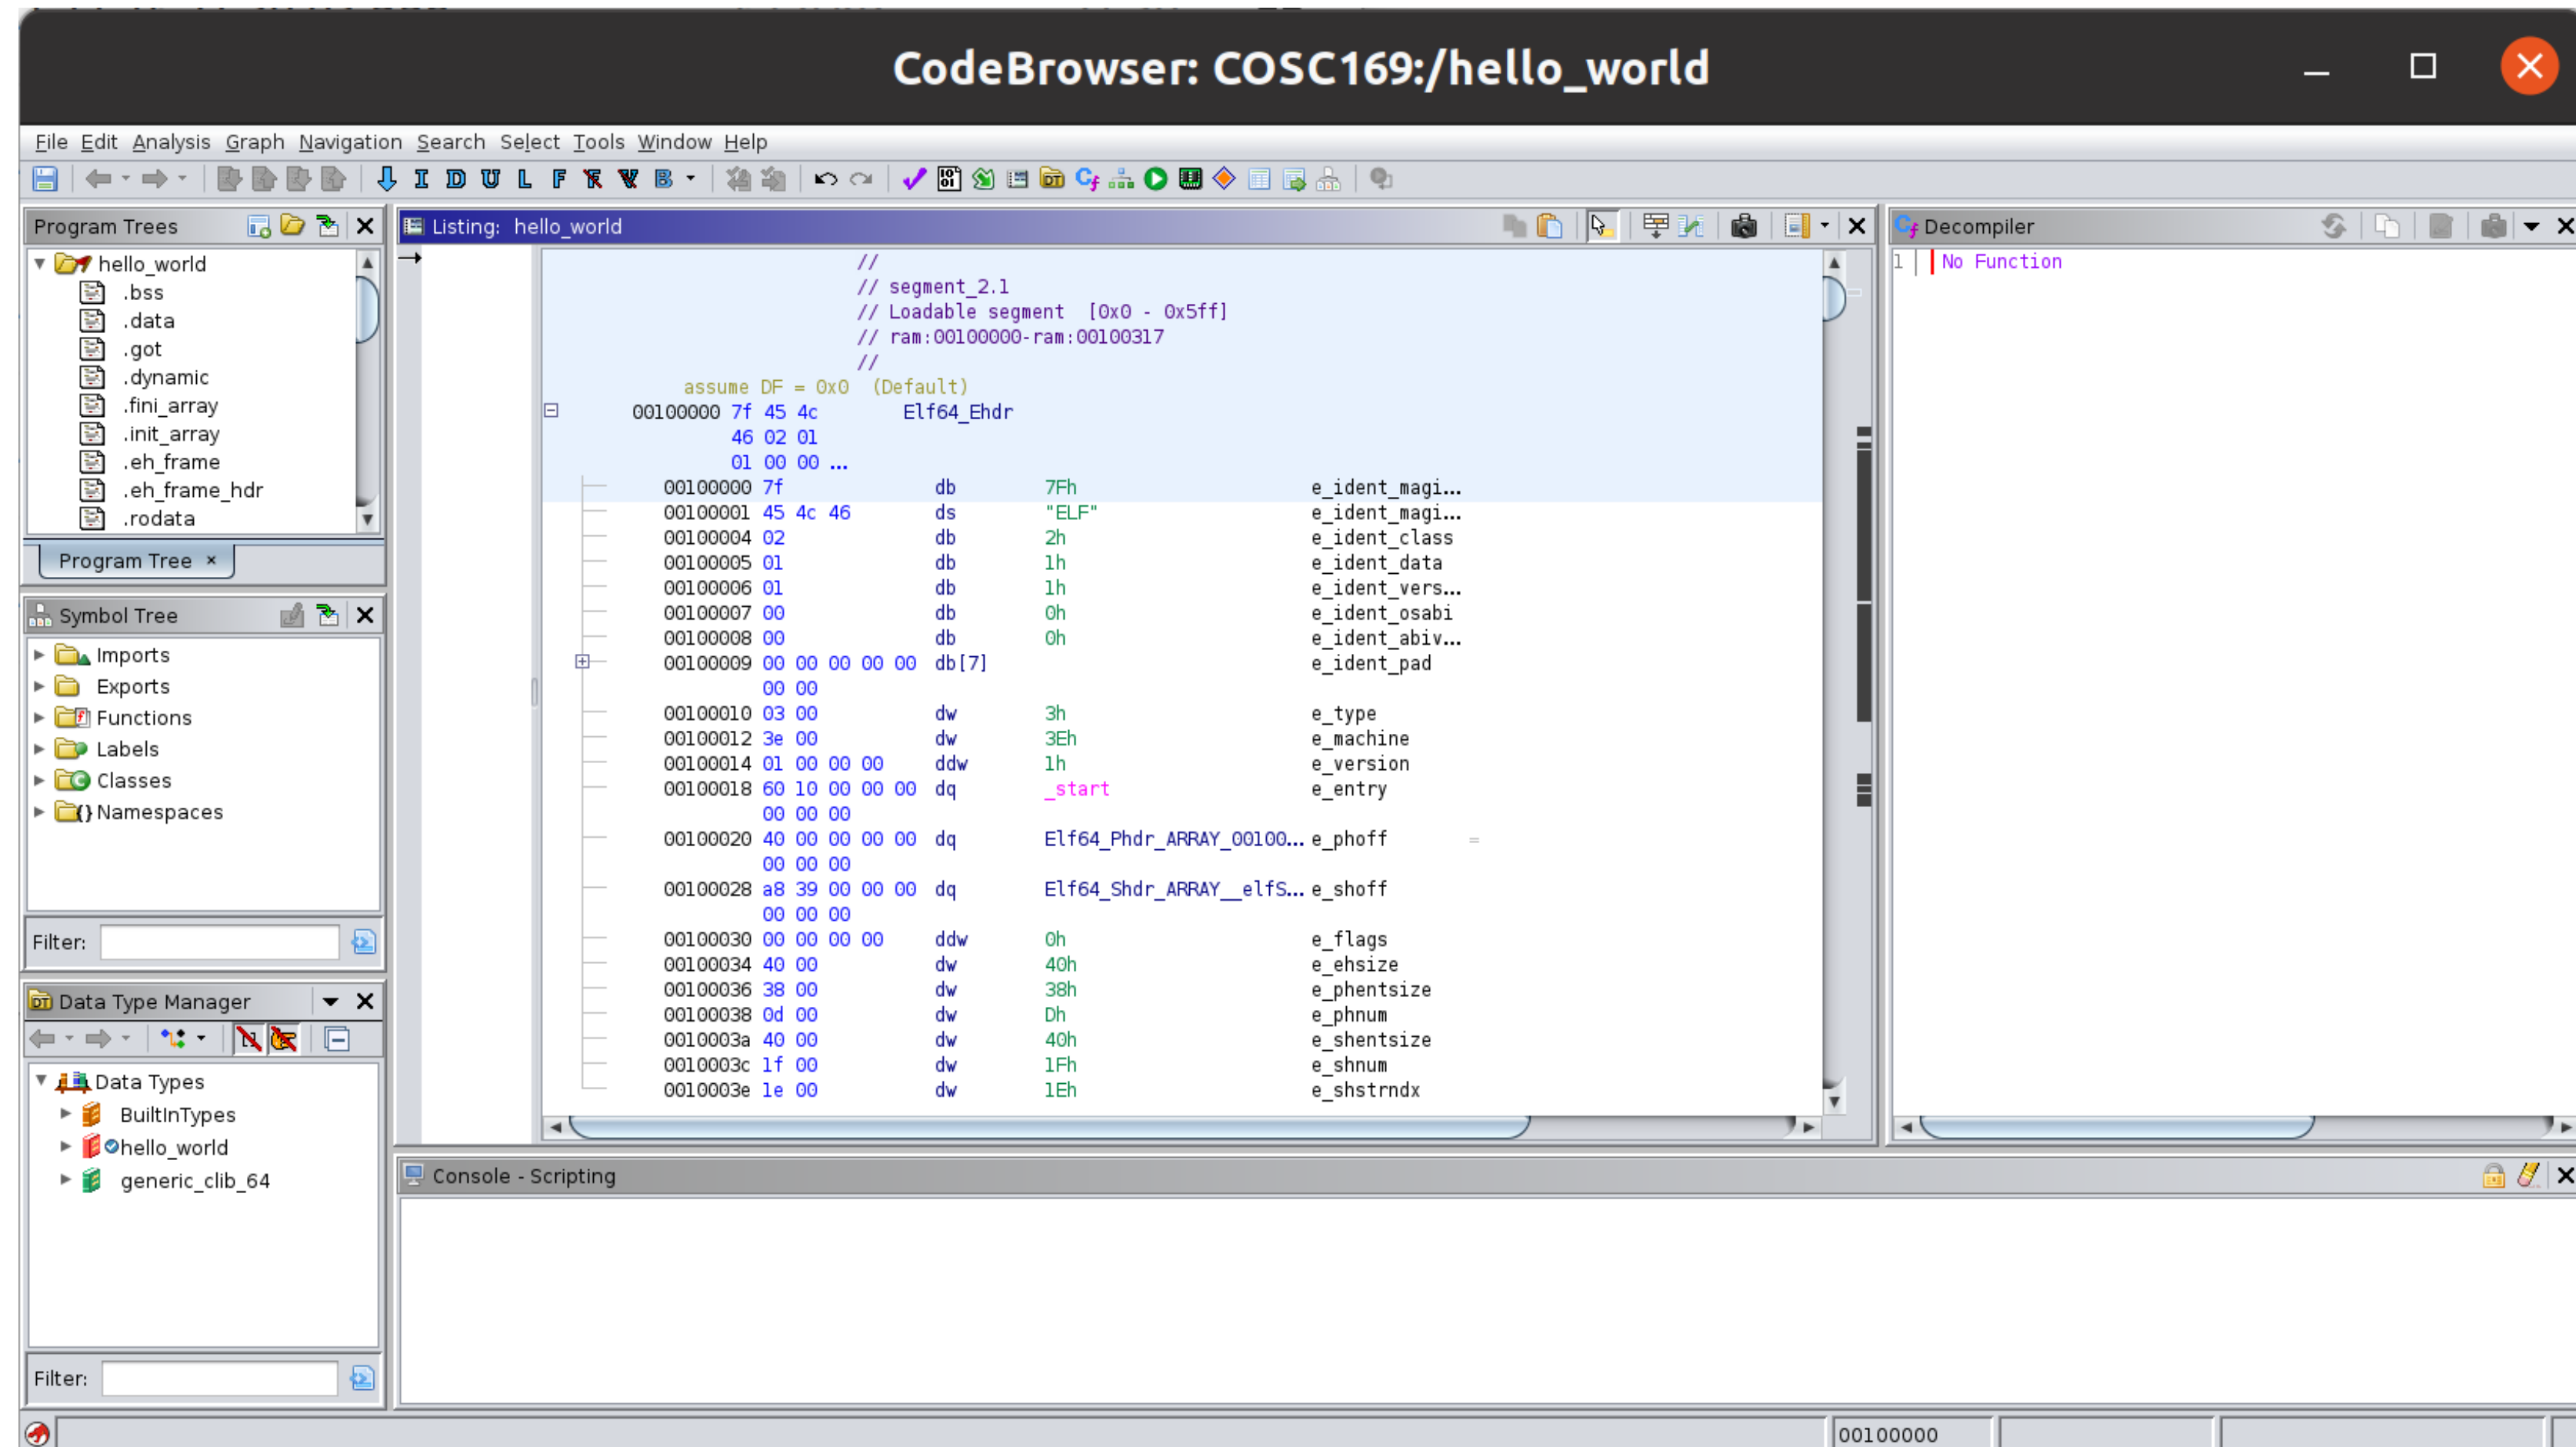 CodeBrowser: COSC169:/hello_world
File Edit Analysis Graph Navigation Search Select Tools Window Help
I D U L F B
Program Trees
hello_world
.bss
.data
.got
.dynamic
.fini_array
.init_array
.eh_frame
.eh_frame_hdr
.rodata
Program Tree ×
Symbol Tree
Imports
Exports
Functions
Labels
Classes
Namespaces
Filter:
Data Type Manager
Data Types
BuiltInTypes
hello_world
generic_clib_64
Filter:
Listing: hello_world
//
// segment_2.1
// Loadable segment [0x0 - 0x5ff]
// ram:00100000-ram:00100317
//
assume DF = 0x0 (Default)
00100000 7f 45 4c Elf64_Ehdr
46 02 01
01 00 00 ...
00100000 7f db 7Fh e_ident_magi...
00100001 45 4c 46 ds "ELF" e_ident_magi...
00100004 02 db 2h e_ident_class
00100005 01 db 1h e_ident_data
00100006 01 db 1h e_ident_vers...
00100007 00 db 0h e_ident_osabi
00100008 00 db 0h e_ident_abiv...
00100009 00 00 00 00 00 db[7] e_ident_pad
00 00
00100010 03 00 dw 3h e_type
00100012 3e 00 dw 3Eh e_machine
00100014 01 00 00 00 ddw 1h e_version
00100018 60 10 00 00 00 dq _start e_entry
00 00 00
00100020 40 00 00 00 00 dq Elf64_Phdr_ARRAY_00100... e_phoff =
00 00 00
00100028 a8 39 00 00 00 dq Elf64_Shdr_ARRAY__elfS... e_shoff
00 00 00
00100030 00 00 00 00 ddw 0h e_flags
00100034 40 00 dw 40h e_ehsize
00100036 38 00 dw 38h e_phentsize
00100038 0d 00 dw Dh e_phnum
0010003a 40 00 dw 40h e_shentsize
0010003c 1f 00 dw 1Fh e_shnum
0010003e 1e 00 dw 1Eh e_shstrndx
Decompiler
1 No Function
Console - Scripting
00100000